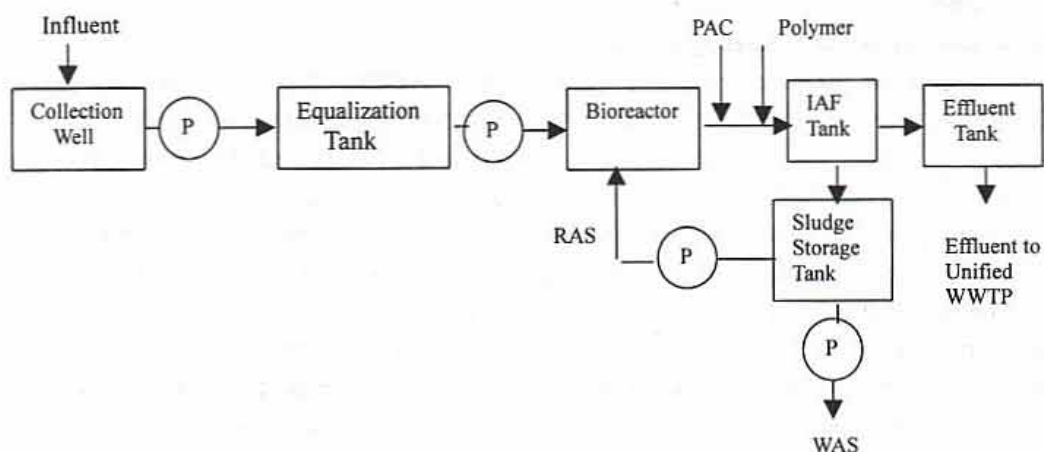 Influent
PAC
Polymer
Collection
Well
P
Equalization
Tank
P
Bioreactor
IAF
Tank
Effluent
Tank
RAS
P
Sludge
Storage
Tank
Effluent to
Unified
WWTP
P
WAS